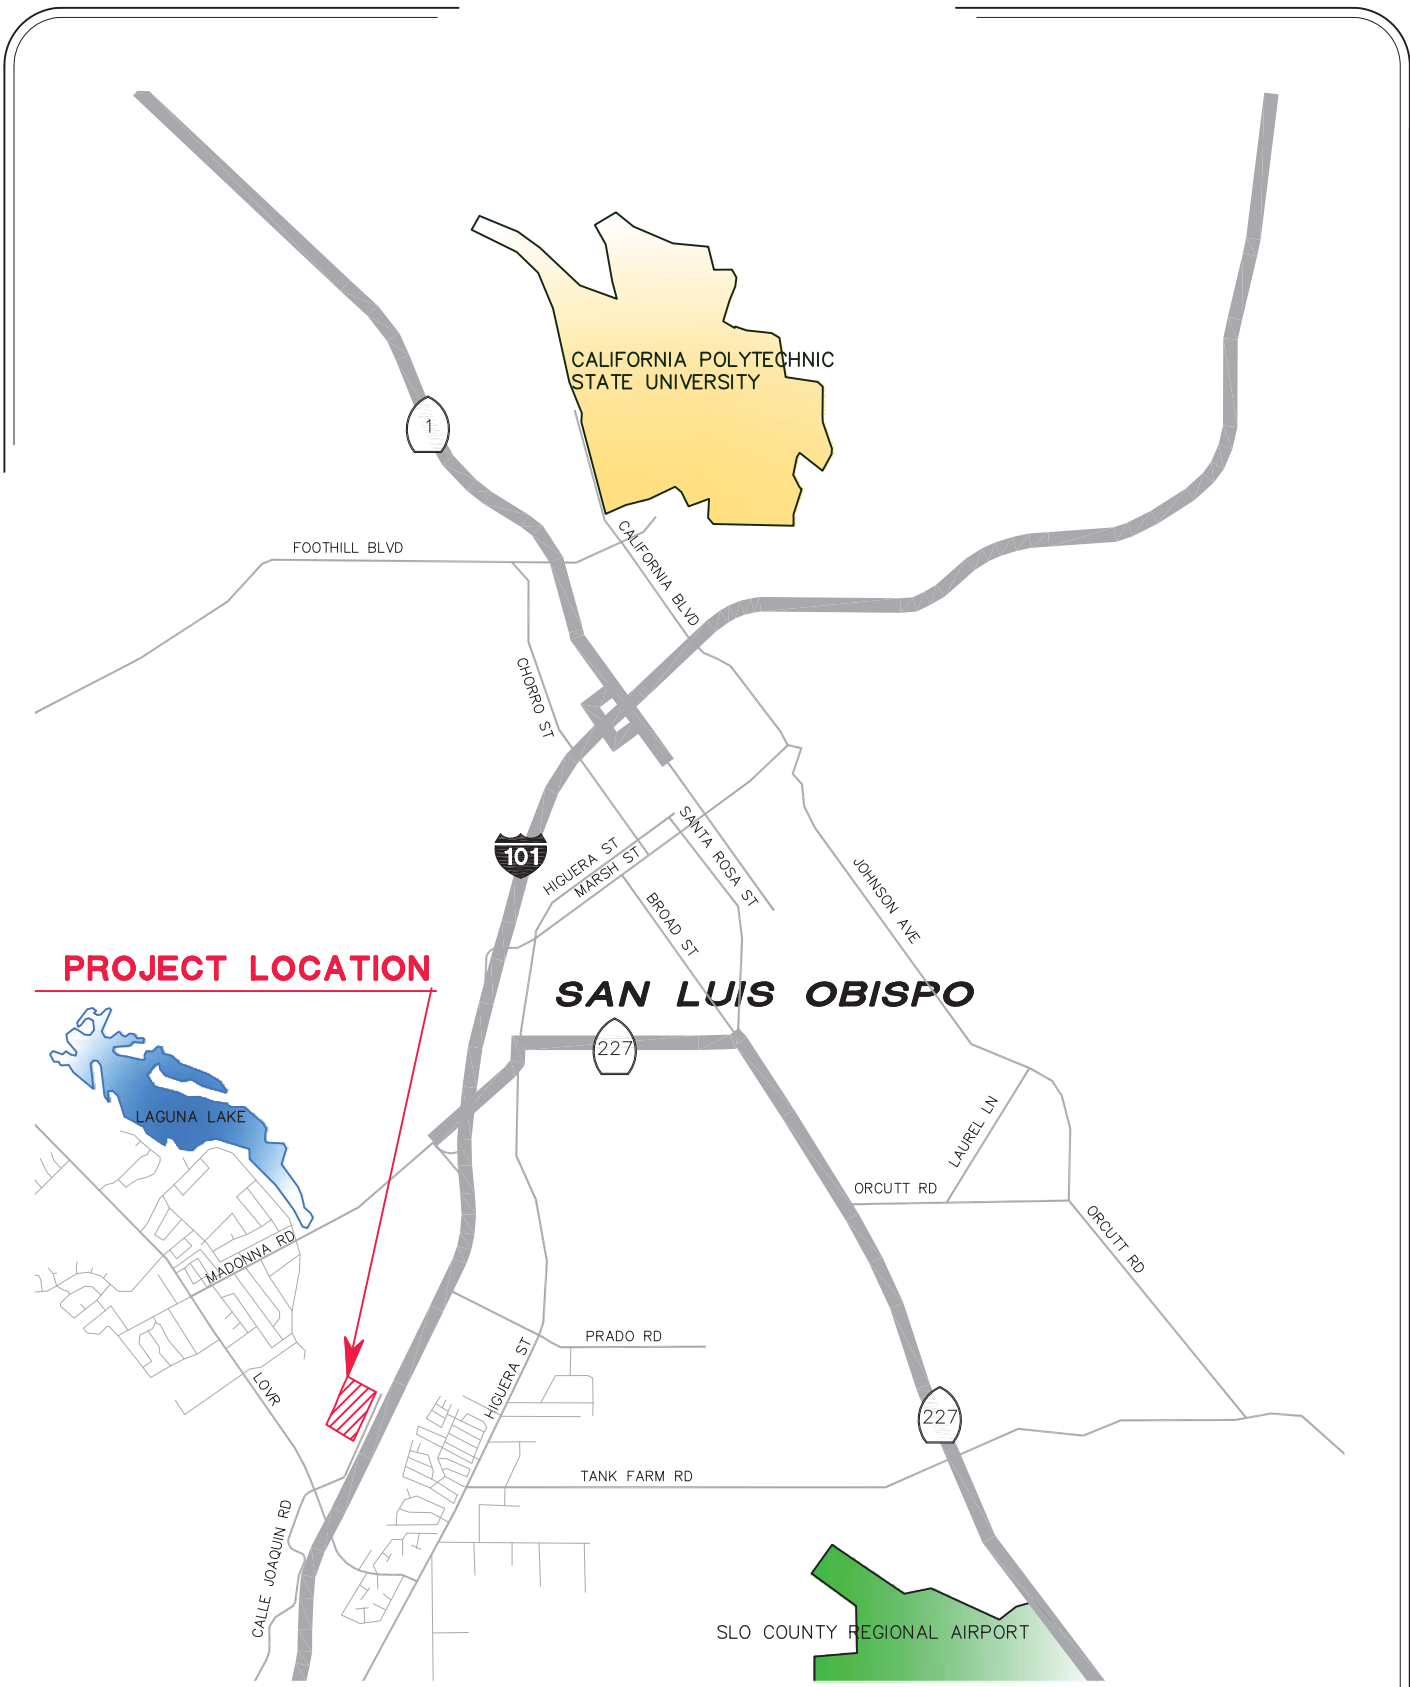 CALIFORNIA POLYTECHNIC
STATE UNIVERSITY
1
FOOTHILL BLVD
CALIFORNIA BLVD
CHORRO ST
SANTA ROSA ST
HIGUERA ST
MARSH ST
101
BROAD ST
JOHNSON AVE
PROJECT LOCATION
SAN LUIS OBISPO
227
LAGUNA LAKE
LAUREL LN
ORCUTT RD
ORCUTT RD
MADONNA RD
PRADO RD
LOVR
HIGUERA ST
227
TANK FARM RD
CALLE JOAQUIN RD
SLO COUNTY REGIONAL AIRPORT